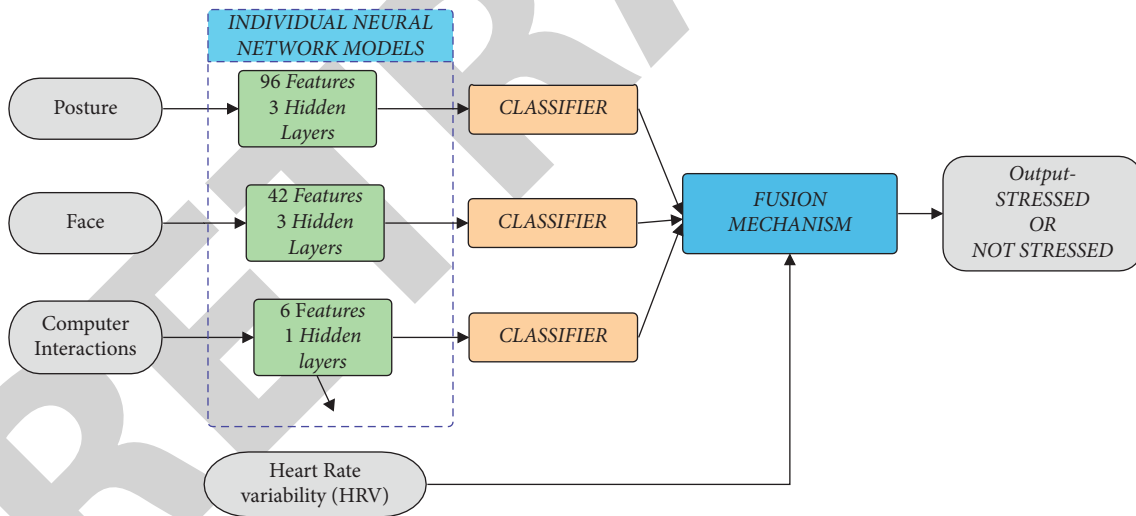 INDIVIDUAL NEURAL
NETWORK MODELS
Posture
96 Features
3 Hidden
Layers
CLASSIFIER
Face
42 Features
3 Hidden
Layers
CLASSIFIER
FUSION
MECHANISM
Output-
STRESSED
OR
NOT STRESSED
Computer
Interactions
6 Features
1 Hidden
layers
CLASSIFIER
Heart Rate
variability (HRV)
RETRA